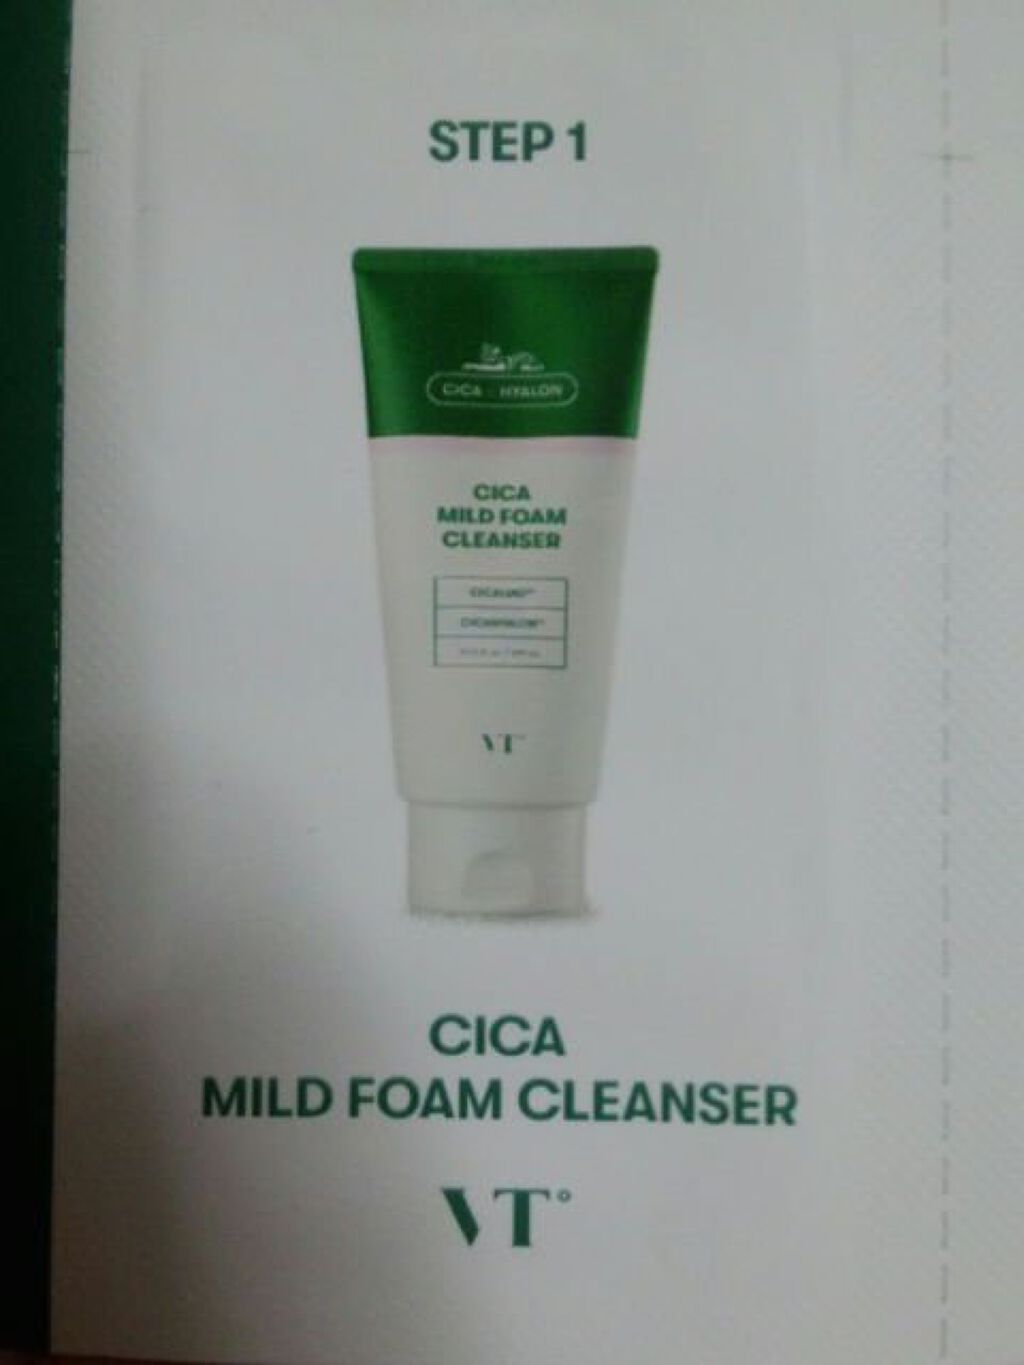 STEP 1
CICA HYALON
CICA
MILD FOAM
CLEANSER
VT
CICA
MILD FOAM CLEANSER
VT°